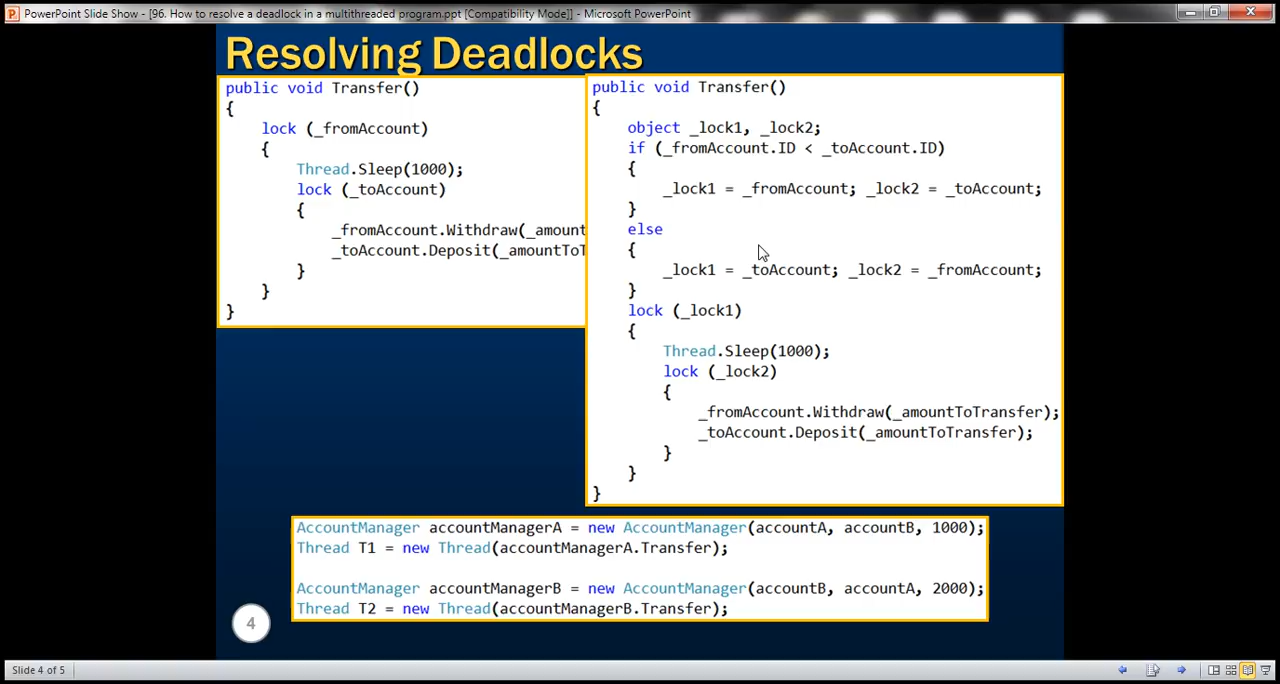 PowerPoint Slide Show - [96. How to resolve a deadlock in a multithreaded program.ppt [Compatibility Mode]] - Microsoft PowerPoint
Resolving Deadlocks
public void Transfer()
{
lock (_fromAccount)
{
Thread.Sleep(1000);
lock (_toAccount)
{
_fromAccount.Withdraw(_amount
_toAccount.Deposit(_amountToT
}
}
}
public void Transfer()
{
object _lock1, _lock2;
if (_fromAccount.ID < _toAccount.ID)
{
_lock1 = _fromAccount; _lock2 = _toAccount;
}
else
{
_lock1 = _toAccount; _lock2 = _fromAccount;
}
lock (_lock1)
{
Thread.Sleep(1000);
lock (_lock2)
{
_fromAccount.Withdraw(_amountToTransfer);
_toAccount.Deposit(_amountToTransfer);
}
}
}
AccountManager accountManagerA = new AccountManager(accountA, accountB, 1000);
Thread T1 = new Thread(accountManagerA.Transfer);
AccountManager accountManagerB = new AccountManager(accountB, accountA, 2000);
Thread T2 = new Thread(accountManagerB.Transfer);
4
Slide 4 of 5